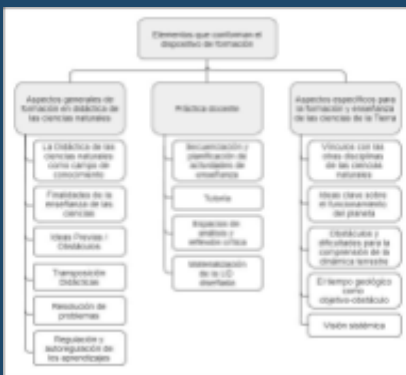 Elementos que conforman el
dispositivo de formación
Aspectos generales de
formación en didáctica de
las ciencias naturales
Práctica docente
Aspectos específicos para
la formación y enseñanza
de las ciencias de la Tierra
La Didáctica de las
ciencias naturales
como campo de
conocimiento
Finalidades de la
enseñanza de las
ciencias
Ideas Previas /
Obstáculos
Transposición
Didácticas
Resolución de
problemas
Regulación y
autoregulación de
los aprendizajes
Secuenciación y
planificación de
actividades de
enseñanza
Tutoría
Espacios de
análisis y
reflexión crítica
Materialización
de la UD
diseñada
Vínculos con las
otras disciplinas
de las ciencias
naturales
Ideas clave sobre
el funcionamiento
del planeta
Obstáculos y
dificultades para la
comprensión de la
dinámica terrestre
El tiempo geológico
como
objetivo-obstáculo
Visión sistémica